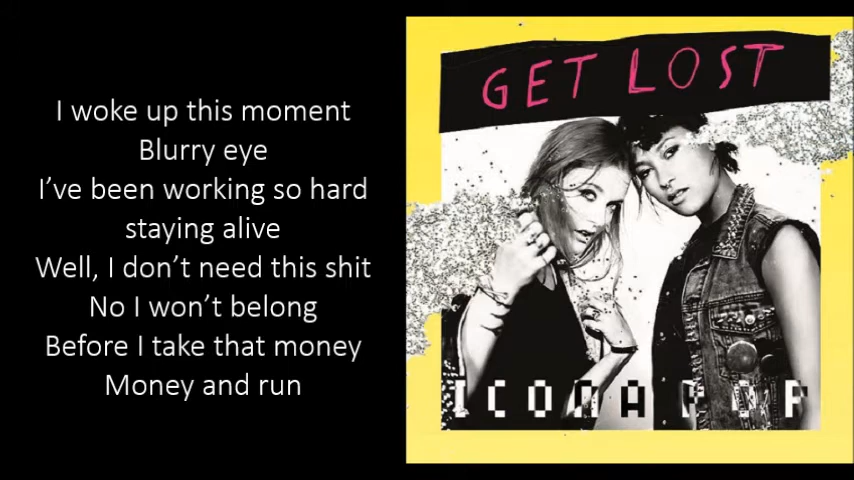 I woke up this moment
Blurry eye
I've been working so hard
staying alive
Well, I don't need this shit
No I won't belong
Before I take that money
Money and run
GET LOST
ICONA POP